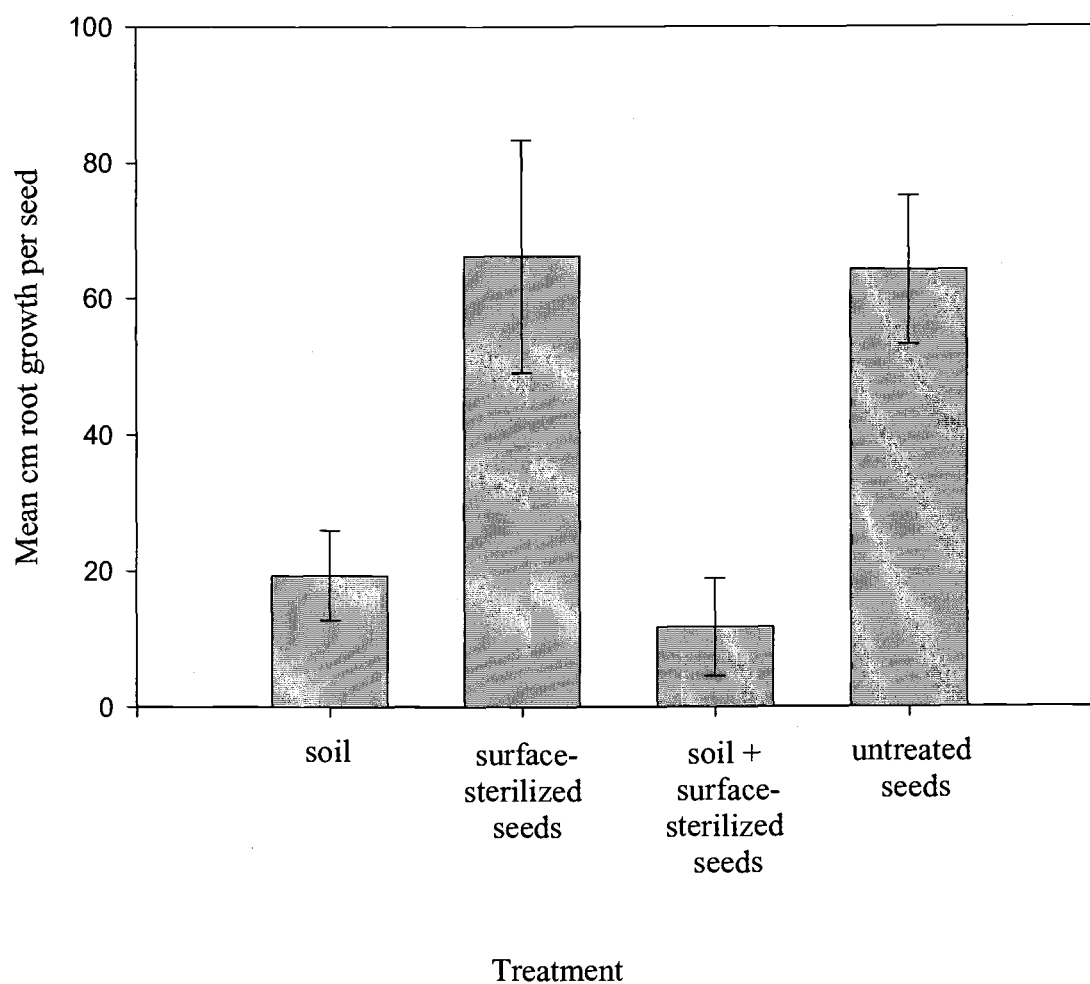 Mean cm root growth per seed
100
80
60
40
20
0
soil
surface-
sterilized
seeds
soil +
surface-
sterilized
seeds
untreated
seeds
Treatment